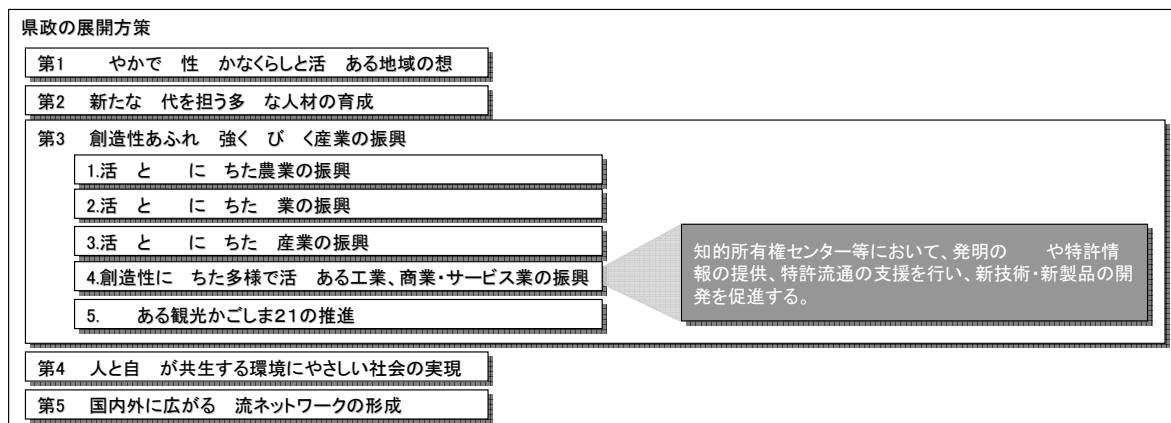 県政の展開方策
第1 やかで 性 かなくらしと活 ある地域の想
第2 新たな 代を担う多 な人材の育成
第3 創造性あふれ 強く び く産業の振興
1.活 と に ちた農業の振興
2.活 と に ちた 業の振興
3.活 と に ちた 産業の振興
4.創造性に ちた多様で活 ある工業、商業・サービス業の振興
5. ある観光かごしま21の推進
知的所有権センター等において、発明の や特許情
報の提供、特許流通の支援を行い、新技術・新製品の開
発を促進する。
第4 人と自 が共生する環境にやさしい社会の実現
第5 国内外に広がる 流ネットワークの形成